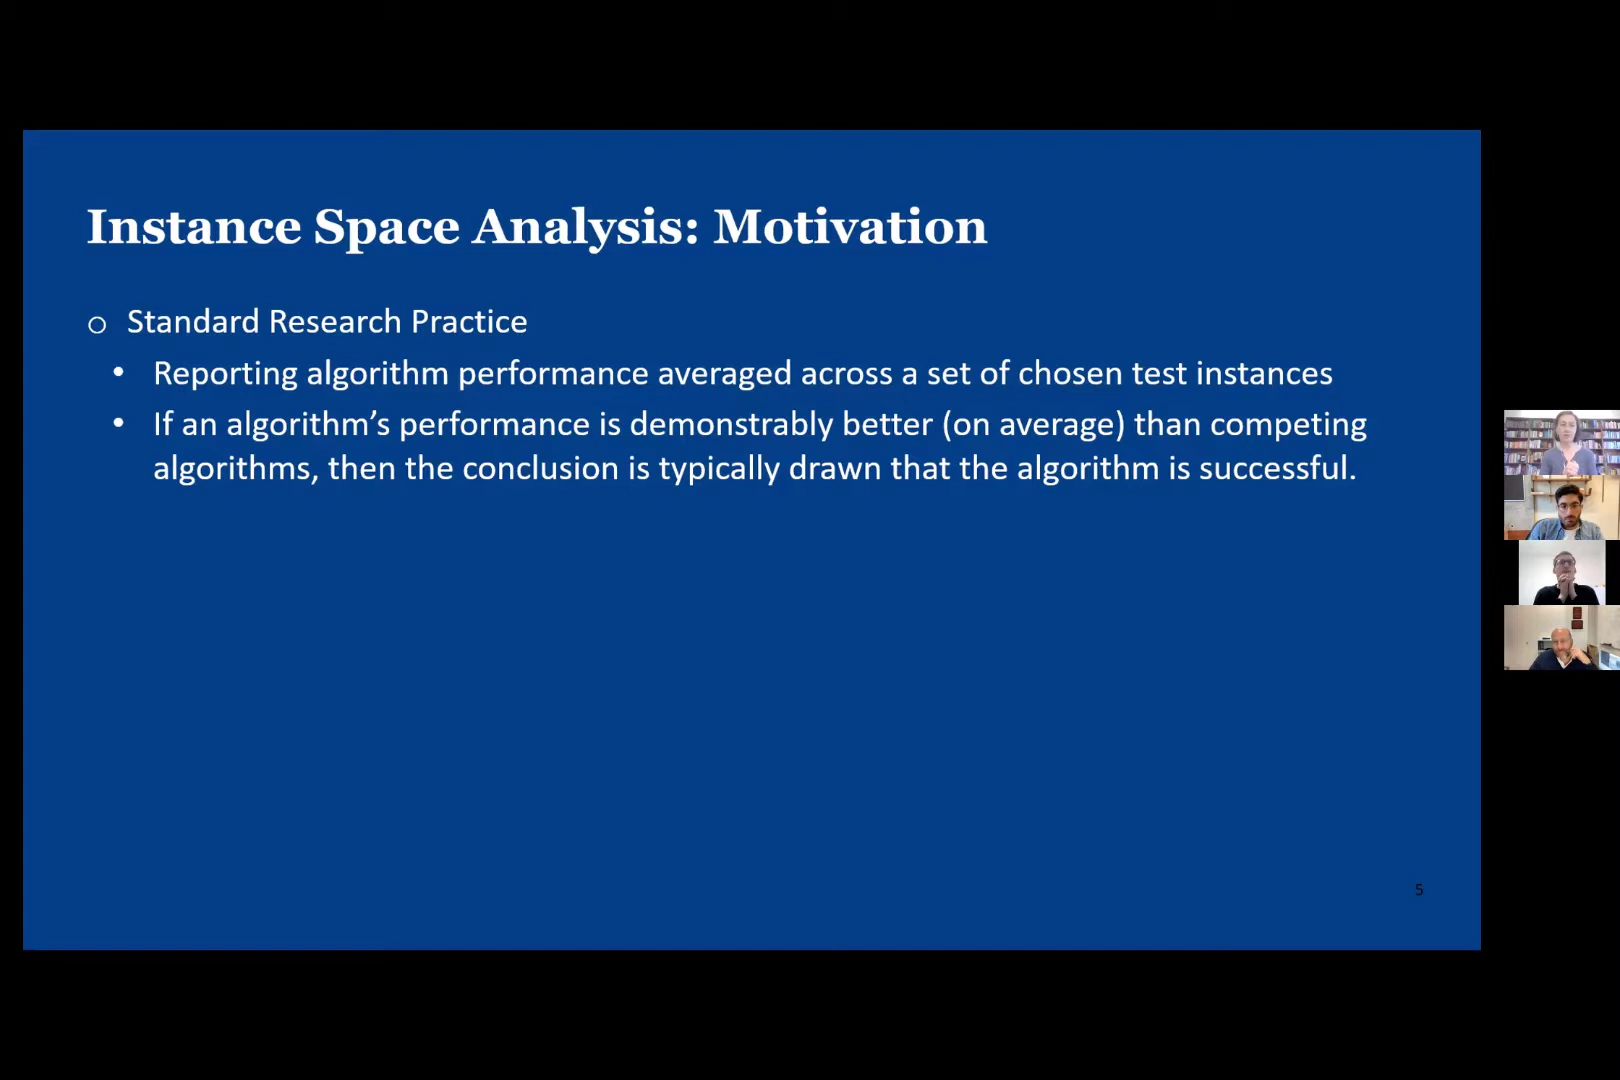 Instance Space Analysis: Motivation
o Standard Research Practice
• Reporting algorithm performance averaged across a set of chosen test instances
• If an algorithm’s performance is demonstrably better (on average) than competing
algorithms, then the conclusion is typically drawn that the algorithm is successful.
5